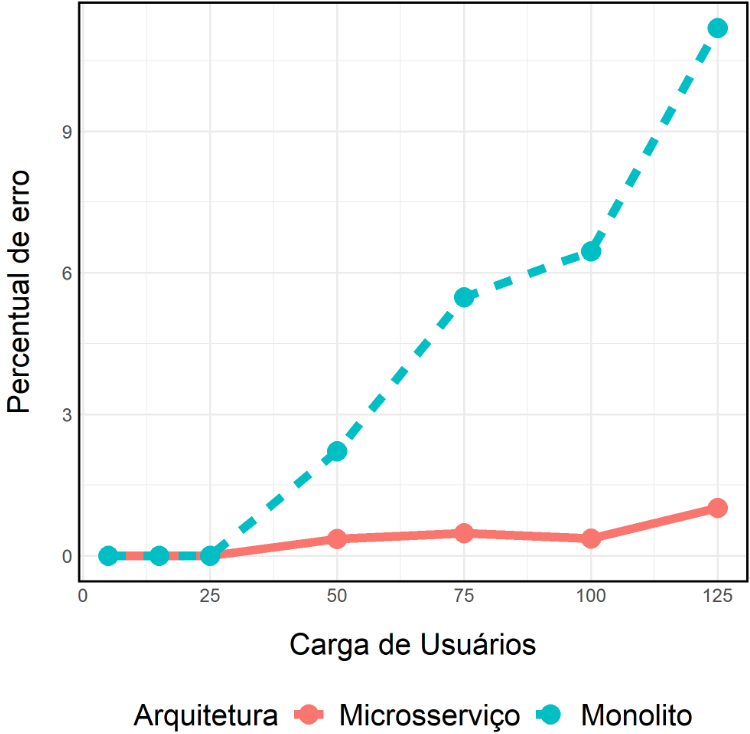 Percentual de erro
9
6
3
0
0 25 50 75 100 125
Carga de Usuários
Arquitetura Microsserviço Monolito